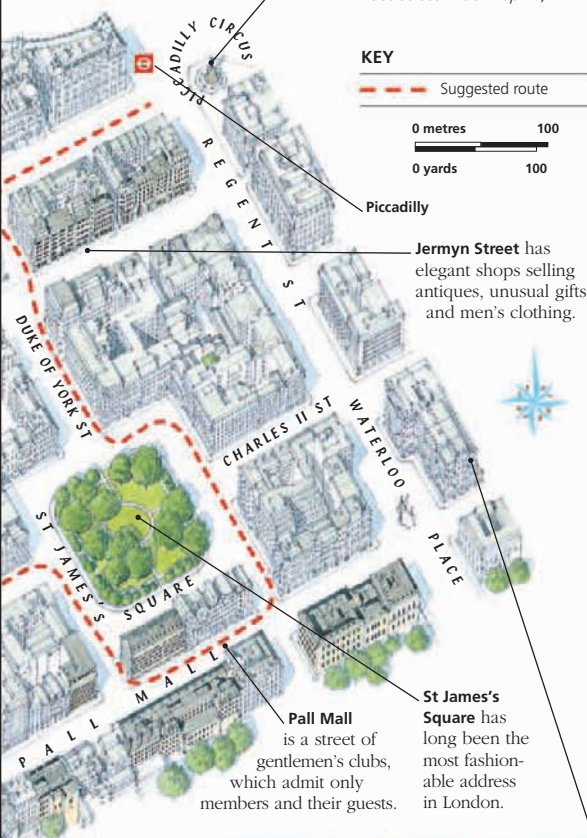 PICCADILLY CIRCUS
KEY
Suggested route
0 metres 100
0 yards 100
REGENT ST
Piccadilly
Jermyn Street has
elegant shops selling
antiques, unusual gifts
and men's clothing.
DUKE OF YORK ST
CHARLES II ST
WATERLOO PLACE
ST JAMES'S SQUARE
PALL MALL
Pall Mall
is a street of
gentlemen's clubs,
which admit only
members and their guests.
St James's
Square has
long been the
most fashion-
able address
in London.